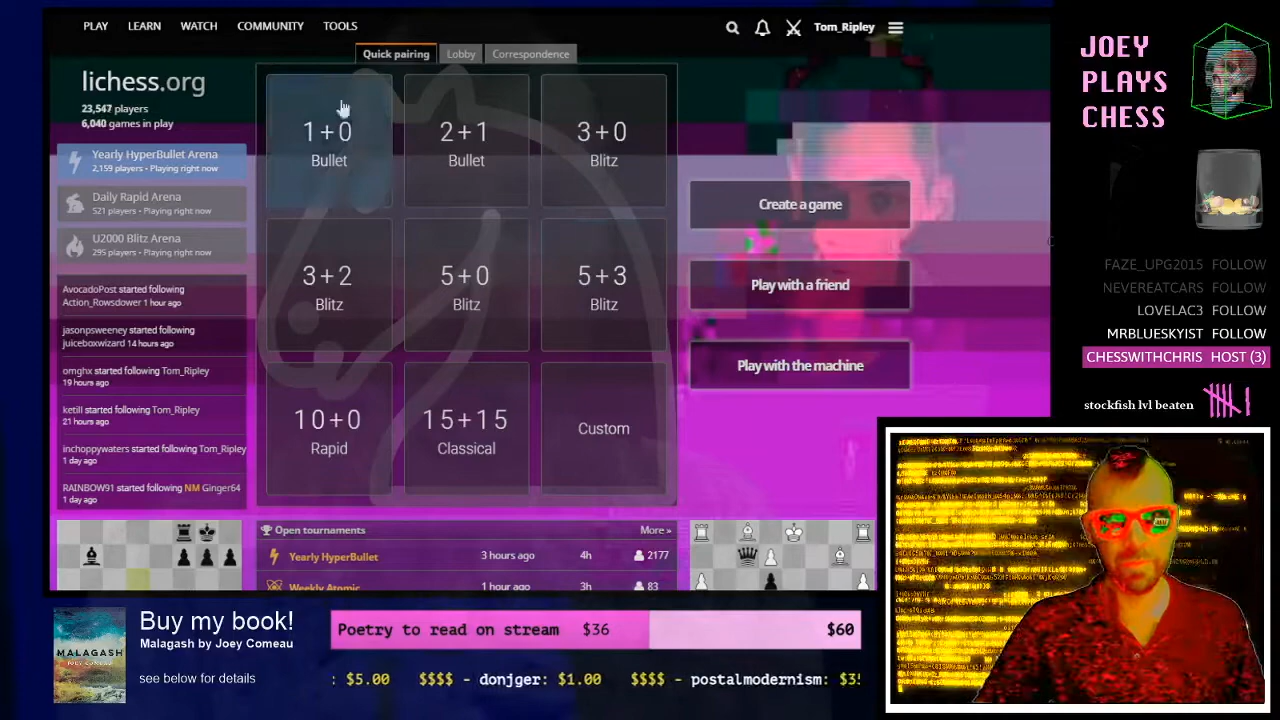 PLAY LEARN WATCH COMMUNITY TOOLS
Tom_Ripley
Quick pairing Lobby Correspondence
lichess.org
23,547 players
6,040 games in play
Yearly HyperBullet Arena
2,159 players • Playing right now
Daily Rapid Arena
521 players • Playing right now
U2000 Blitz Arena
295 players • Playing right now
AvocadoPost started following
Action_Rowsdower 1 hour ago
jasonpsweeney started following
juiceboxwizard 14 hours ago
omghx started following Tom_Ripley
19 hours ago
ketill started following Tom_Ripley
21 hours ago
inchoppywaters started following Tom_Ripley
1 day ago
RAINBOW91 started following NM Ginger64
1 day ago
1+0
Bullet
2+1
Bullet
3+0
Blitz
3+2
Blitz
5+0
Blitz
5+3
Blitz
10+0
Rapid
15+15
Classical
Custom
Create a game
Play with a friend
Play with the machine
Open tournaments More »
Yearly HyperBullet 3 hours ago 4h 2177
Weekly Atomic 1 hour ago 3h 83
JOEY
PLAYS
CHESS
FAZE_UPG2015 FOLLOW
NEVEREATCARS FOLLOW
LOVELAC3 FOLLOW
MRBLUESKYIST FOLLOW
CHESSWITHCHRIS HOST (3)
stockfish lvl beaten
MALAGASH
JOEY COMEAU
Buy my book!
Malagash by Joey Comeau
see below for details
Poetry to read on stream $36 $60
: $5.00 $$$$ - donjger: $1.00 $$$$ - postalmodernism: $35